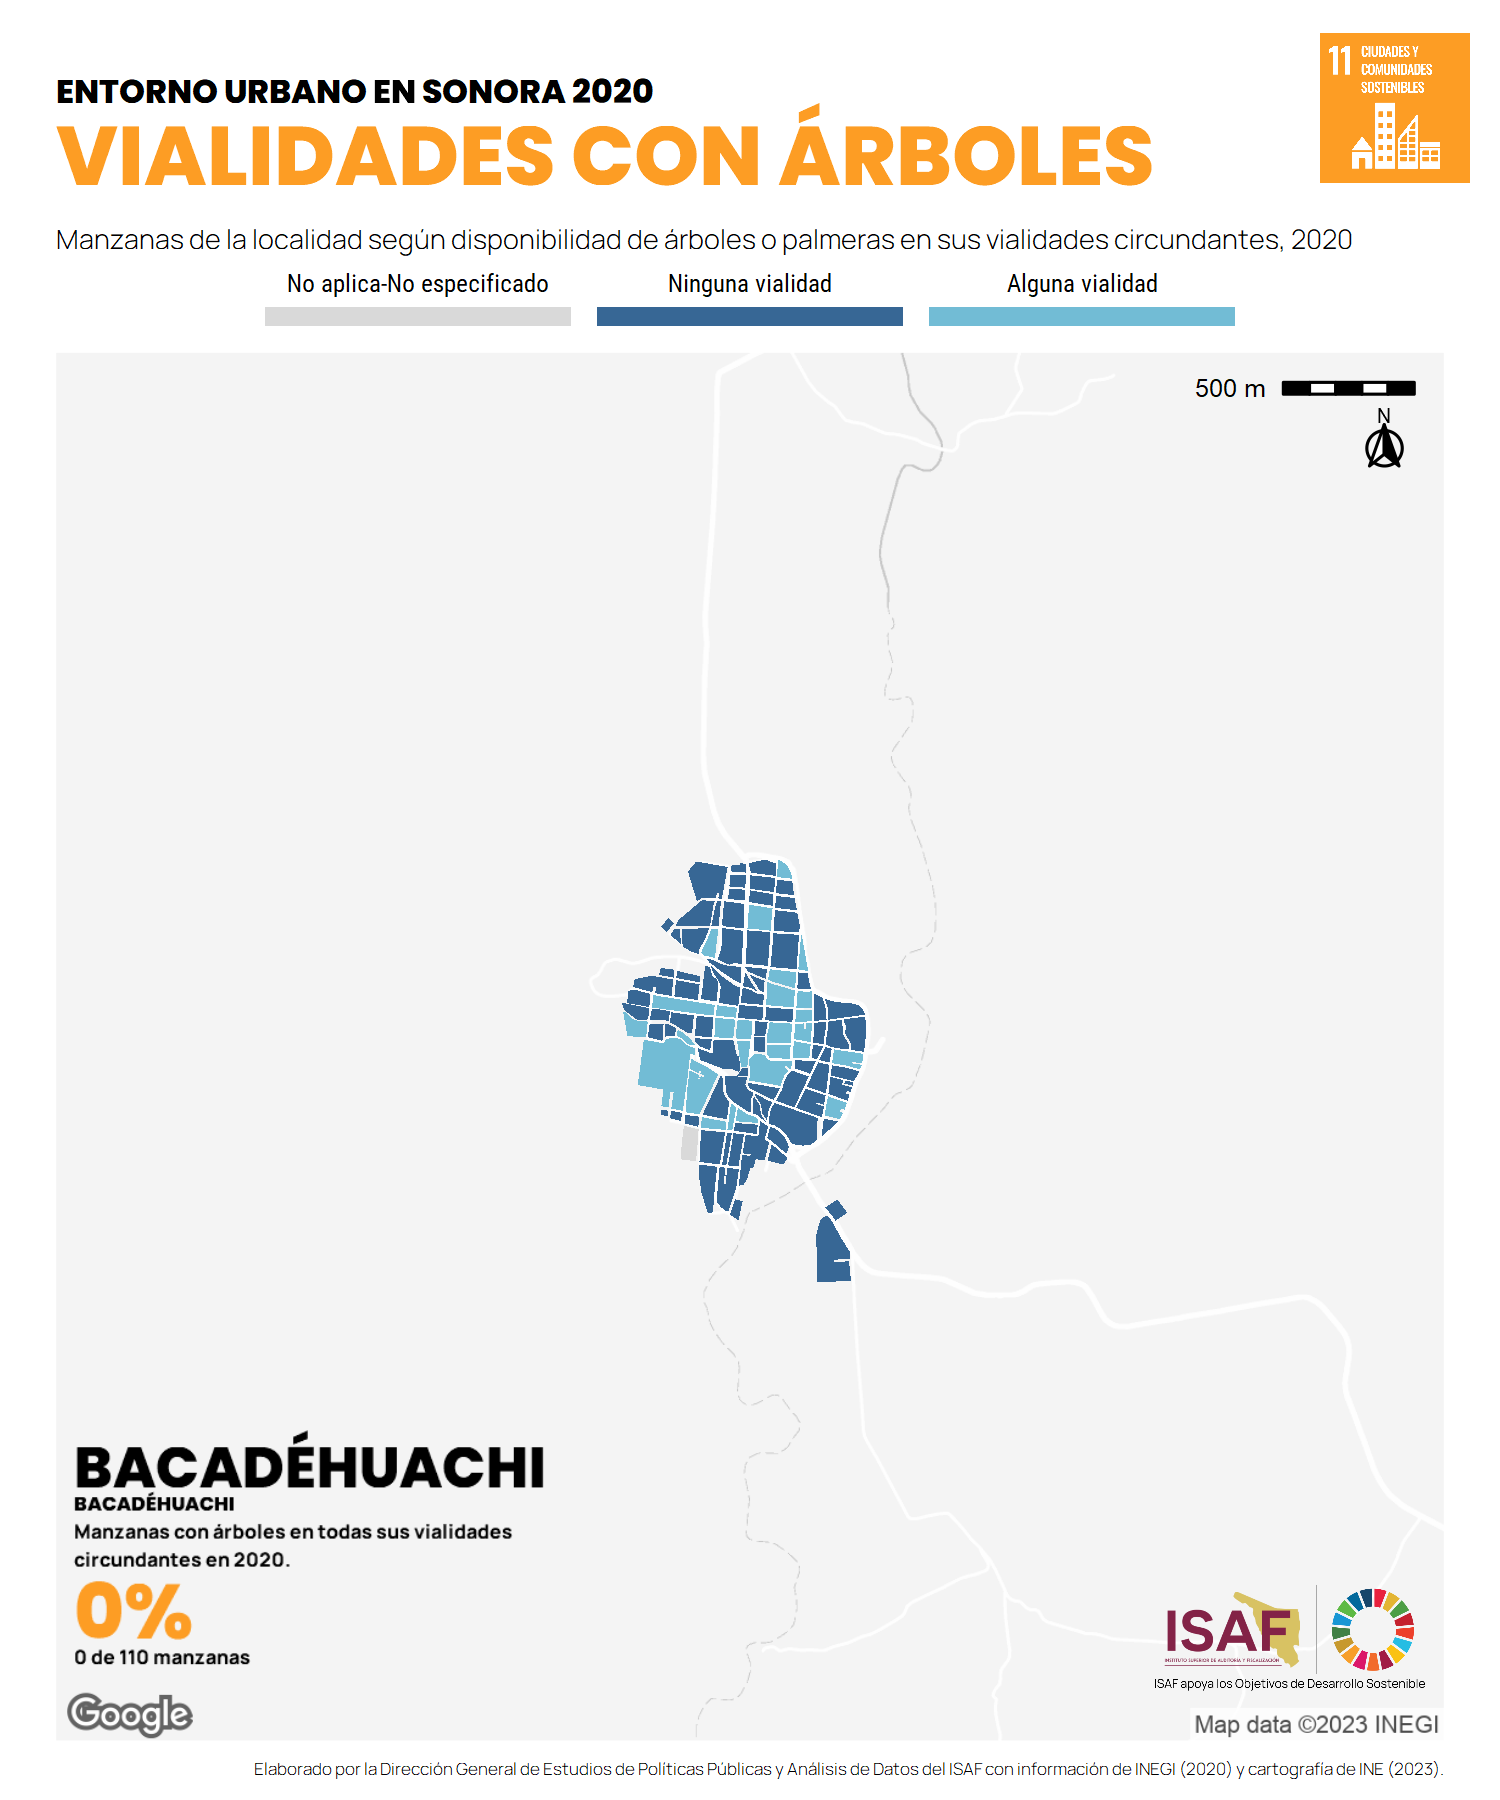 ENTORNO URBANO EN SONORA 2020
VIALIDADES CON ÁRBOLES
11 CIUDADES Y
COMUNIDADES
SOSTENIBLES
Manzanas de la localidad según disponibilidad de árboles o palmeras en sus vialidades circundantes, 2020
No aplica-No especificado
Ninguna vialidad
Alguna vialidad
500 m
N
BACADÉHUACHI
BACADÉHUACHI
Manzanas con árboles en todas sus vialidades
circundantes en 2020.
0%
0 de 110 manzanas
Google
ISAF
INSTITUTO SUPERIOR DE AUDITORÍA Y FISCALIZACIÓN
ISAF apoya los Objetivos de Desarrollo Sostenible
Map data ©2023 INEGI
Elaborado por la Dirección General de Estudios de Políticas Públicas y Análisis de Datos del ISAF con información de INEGI (2020) y cartografía de INE (2023).